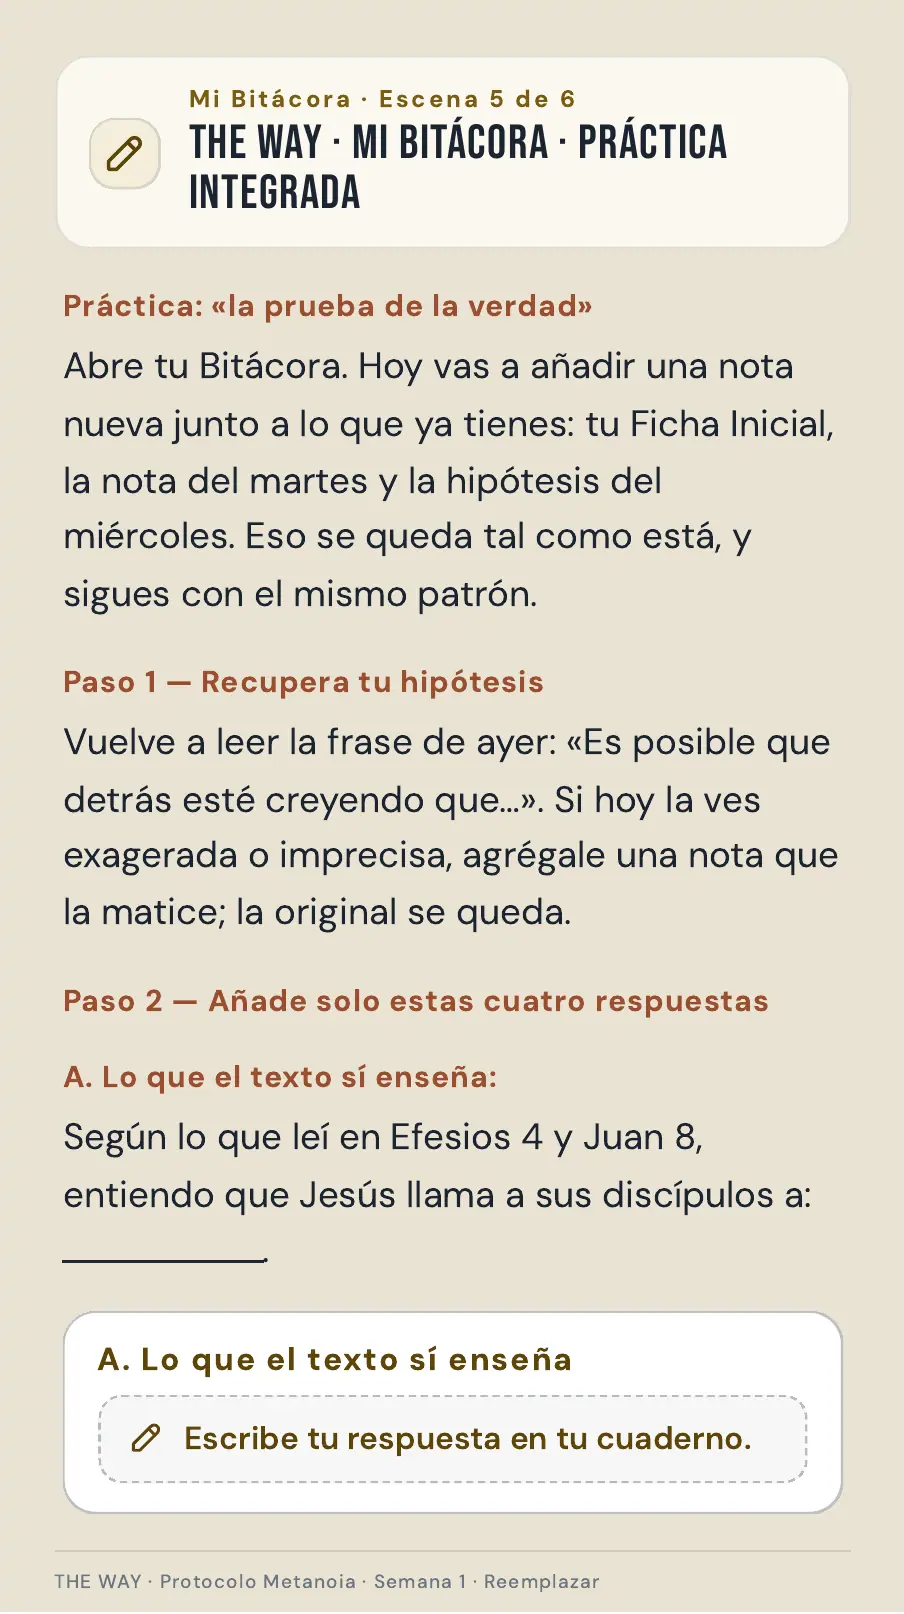 Mi Bitácora · Escena 5 de 6
THE WAY · MI BITÁCORA · PRÁCTICA
INTEGRADA
Práctica: «la prueba de la verdad»
Abre tu Bitácora. Hoy vas a añadir una nota
nueva junto a lo que ya tienes: tu Ficha Inicial,
la nota del martes y la hipótesis del
miércoles. Eso se queda tal como está, y
sigues con el mismo patrón.
Paso 1 — Recupera tu hipótesis
Vuelve a leer la frase de ayer: «Es posible que
detrás esté creyendo que...». Si hoy la ves
exagerada o imprecisa, agrégale una nota que
la matice; la original se queda.
Paso 2 — Añade solo estas cuatro respuestas
A. Lo que el texto sí enseña:
Según lo que leí en Efesios 4 y Juan 8,
entiendo que Jesús llama a sus discípulos a:
____________.
A. Lo que el texto sí enseña
Escribe tu respuesta en tu cuaderno.
THE WAY · Protocolo Metanoia · Semana 1 · Reemplazar